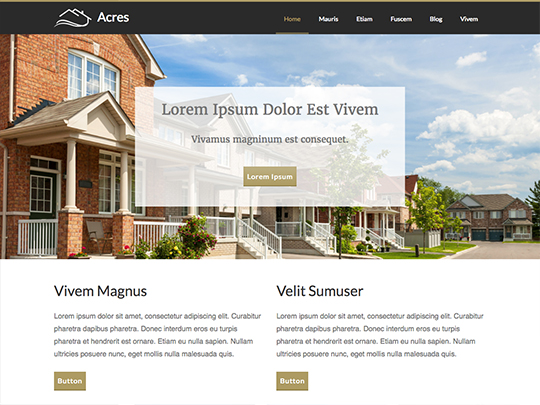 Acres
Home Mauris Etiam Fuscem Blog Vivem
Lorem Ipsum Dolor Est Vivem
Vivamus magninum est consequet.
Lorem Ipsum
Vivem Magnus
Lorem ipsum dolor sit amet, consectetur adipiscing elit. Curabitur
pharetra dapibus pharetra. Donec interdum eros eu turpis
pharetra et hendrerit est ornare. Etiam eu nulla sapien. Nullam
ultricies posuere nunc, eget mollis nulla malesuada quis.
Button
Velit Sumuser
Lorem ipsum dolor sit amet, consectetur adipiscing elit. Curabitur
pharetra dapibus pharetra. Donec interdum eros eu turpis
pharetra et hendrerit est ornare. Etiam eu nulla sapien. Nullam
ultricies posuere nunc, eget mollis nulla malesuada quis.
Button